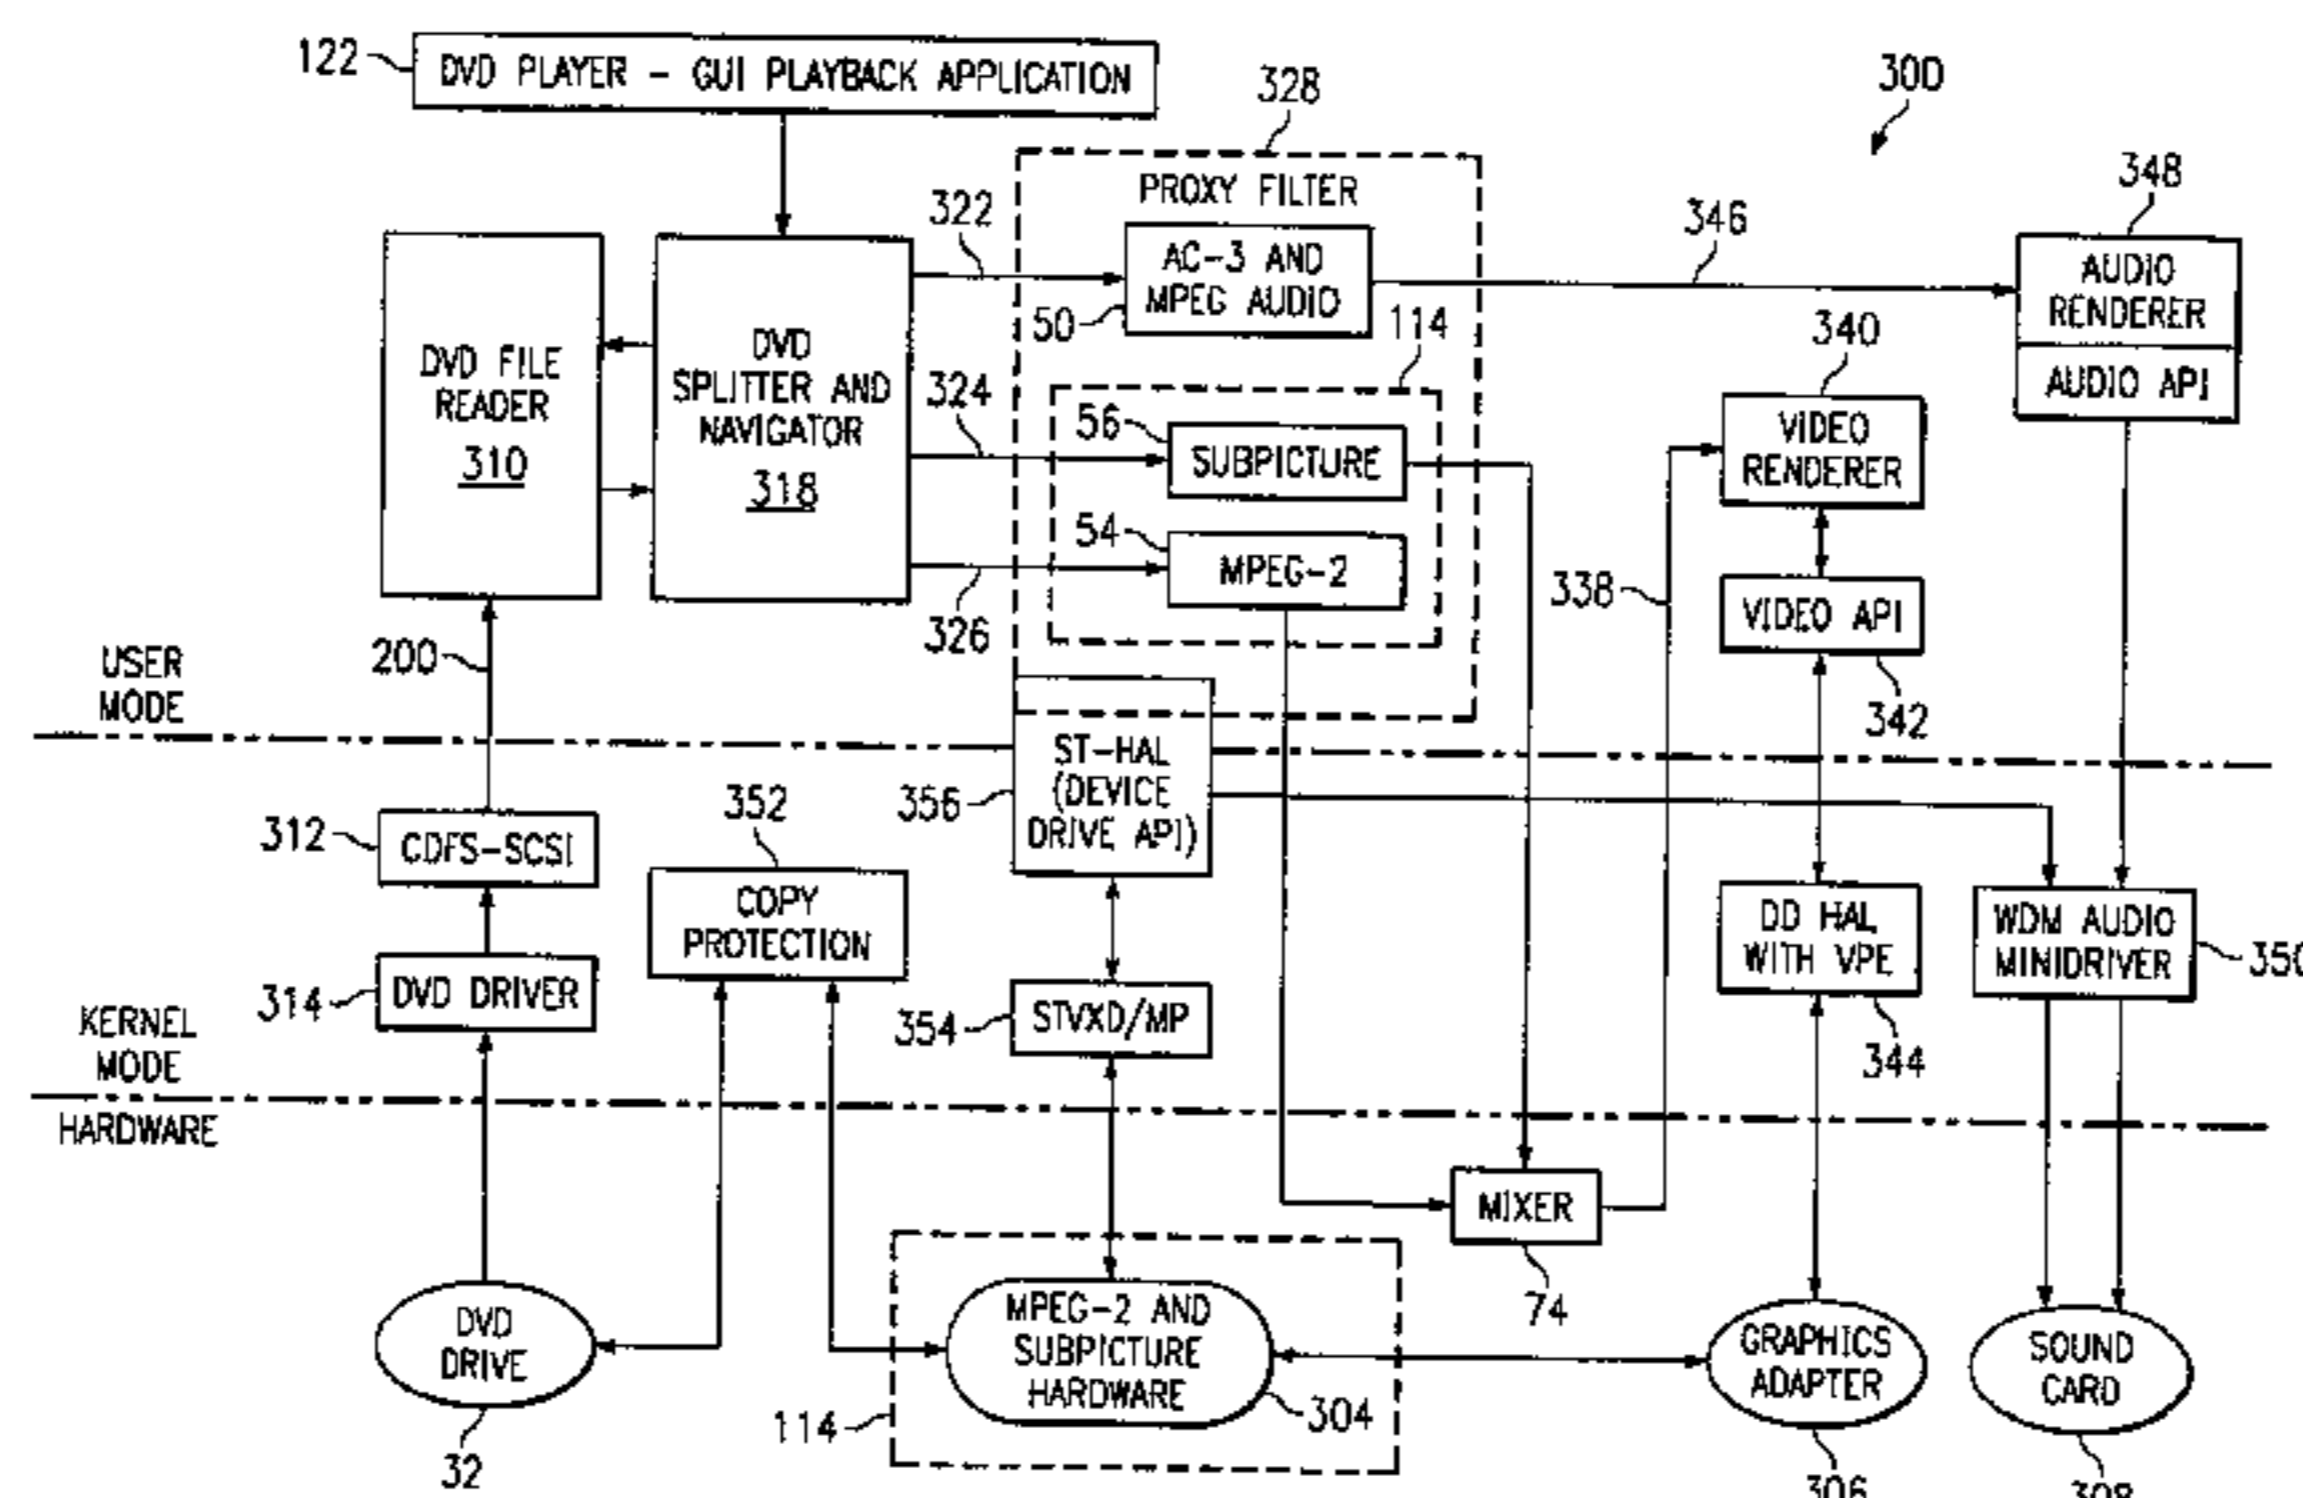 122
DVD PLAYER - GUI PLAYBACK APPLICATION
300
328
PROXY FILTER
322
AC-3 AND
MPEG AUDIO
50
346
348
AUDIO
RENDERER
AUDIO API
DVD FILE
READER
310
DVD
SPLITTER AND
NAVIGATOR
318
324
114
56
SUBPICTURE
54
MPEG-2
326
340
VIDEO
RENDERER
338
VIDEO API
342
200
USER
MODE
ST-HAL
(DEVICE
DRIVE API)
356
312
CDFS-SCSI
352
COPY
PROTECTION
314
DVD DRIVER
354
STVXD/MP
DD HAL
WITH VPE
344
WDM AUDIO
MINIDRIVER
350
KERNEL
MODE
HARDWARE
MIXER
74
DVD
DRIVE
32
MPEG-2 AND
SUBPICTURE
HARDWARE
304
114
GRAPHICS
ADAPTER
306
SOUND
CARD
308